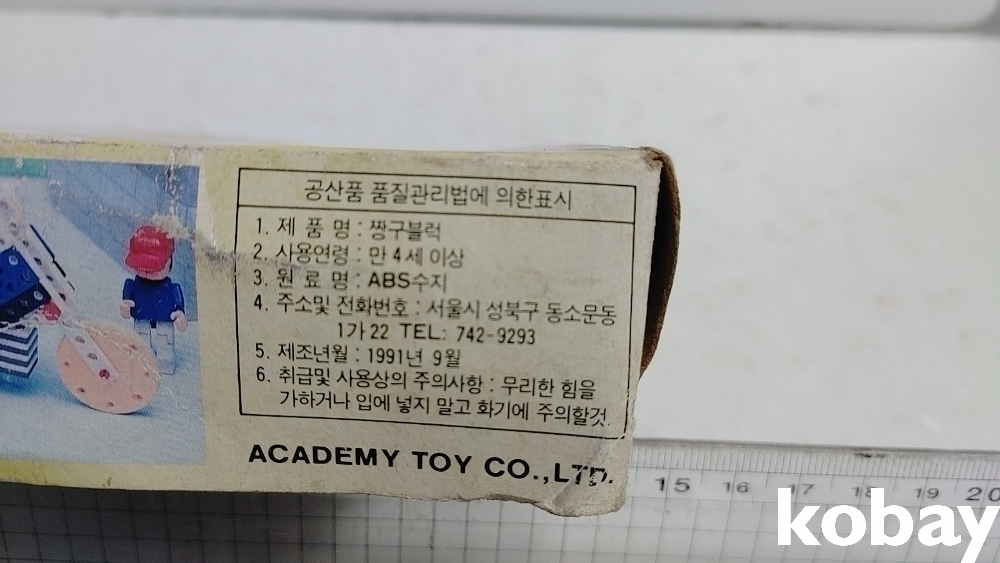 공산품 품질관리법에 의한표시
1. 제 품 명 : 짱구블럭
2. 사용연령 : 만 4세 이상
3. 원 료 명 : ABS수지
4. 주소및 전화번호 : 서울시 성북구 동소문동
1가 22 TEL: 742-9293
5. 제조년월 : 1991년 9월
6. 취급및 사용상의 주의사항 : 무리한 힘을
가하거나 입에 넣지 말고 화기에 주의할것.
ACADEMY TOY CO.,LTD.
15 16 17 18 19 20
kobay